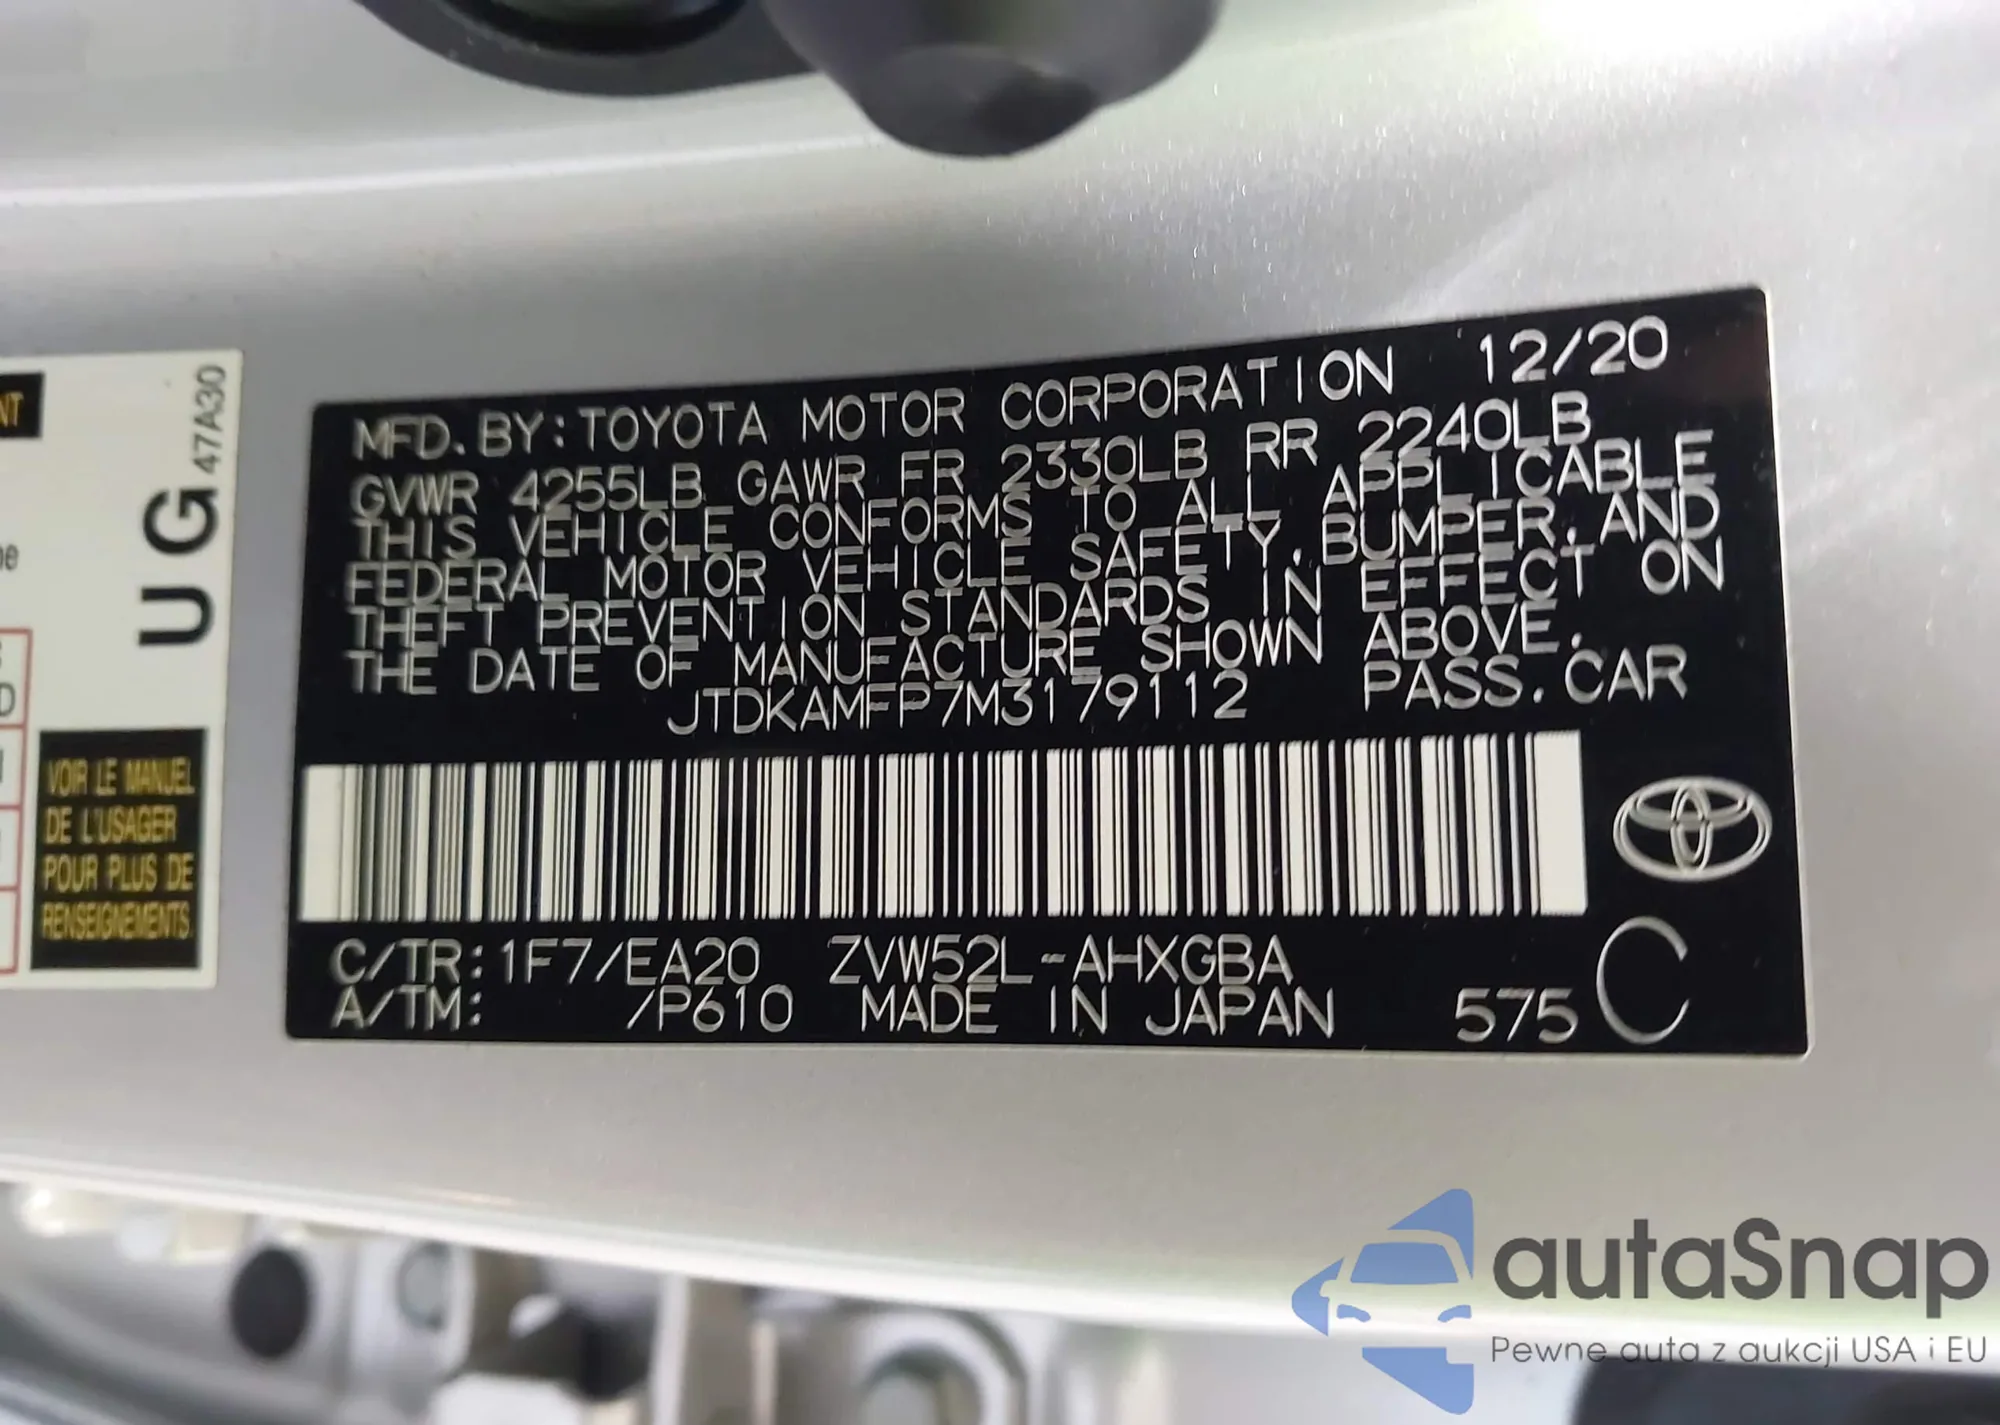 NT
UG 47A30
VOIR LE MANUEL
DE L'USAGER
POUR PLUS DE
RENSEIGNEMENTS.
MFD. BY:TOYOTA MOTOR CORPORATION 12/20
GVWR 4255LB GAWR FR 2330LB RR 2240LB
THIS VEHICLE CONFORMS TO ALL APPLICABLE
FEDERAL MOTOR VEHICLE SAFETY, BUMPER, AND
THEFT PREVENTION STANDARDS IN EFFECT ON
THE DATE OF MANUFACTURE SHOWN ABOVE.
JTDKAMFP7M3179112 PASS. CAR
C/TR:1F7/EA20 ZVW52L-AHXGBA
A/TM: /P610 MADE IN JAPAN 575 C
autaSnap
Pewne auta z aukcji USA i EU